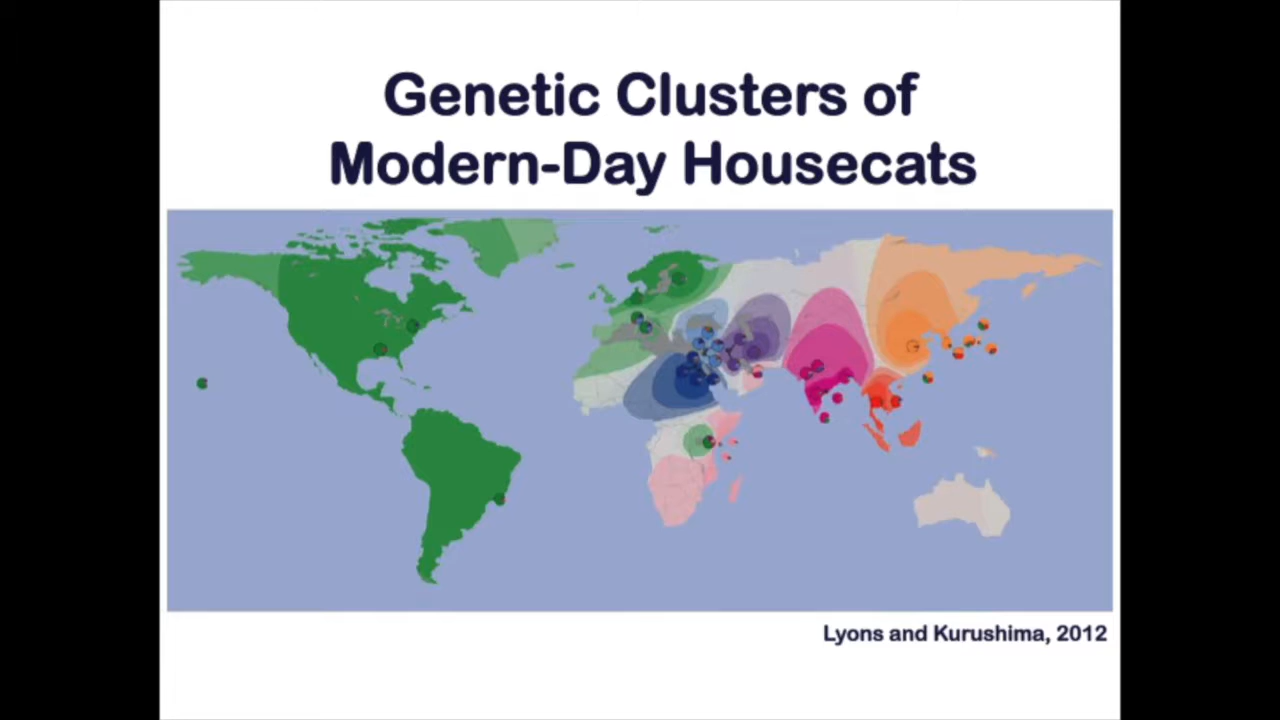 Genetic Clusters of
Modern-Day Housecats
Lyons and Kurushima, 2012